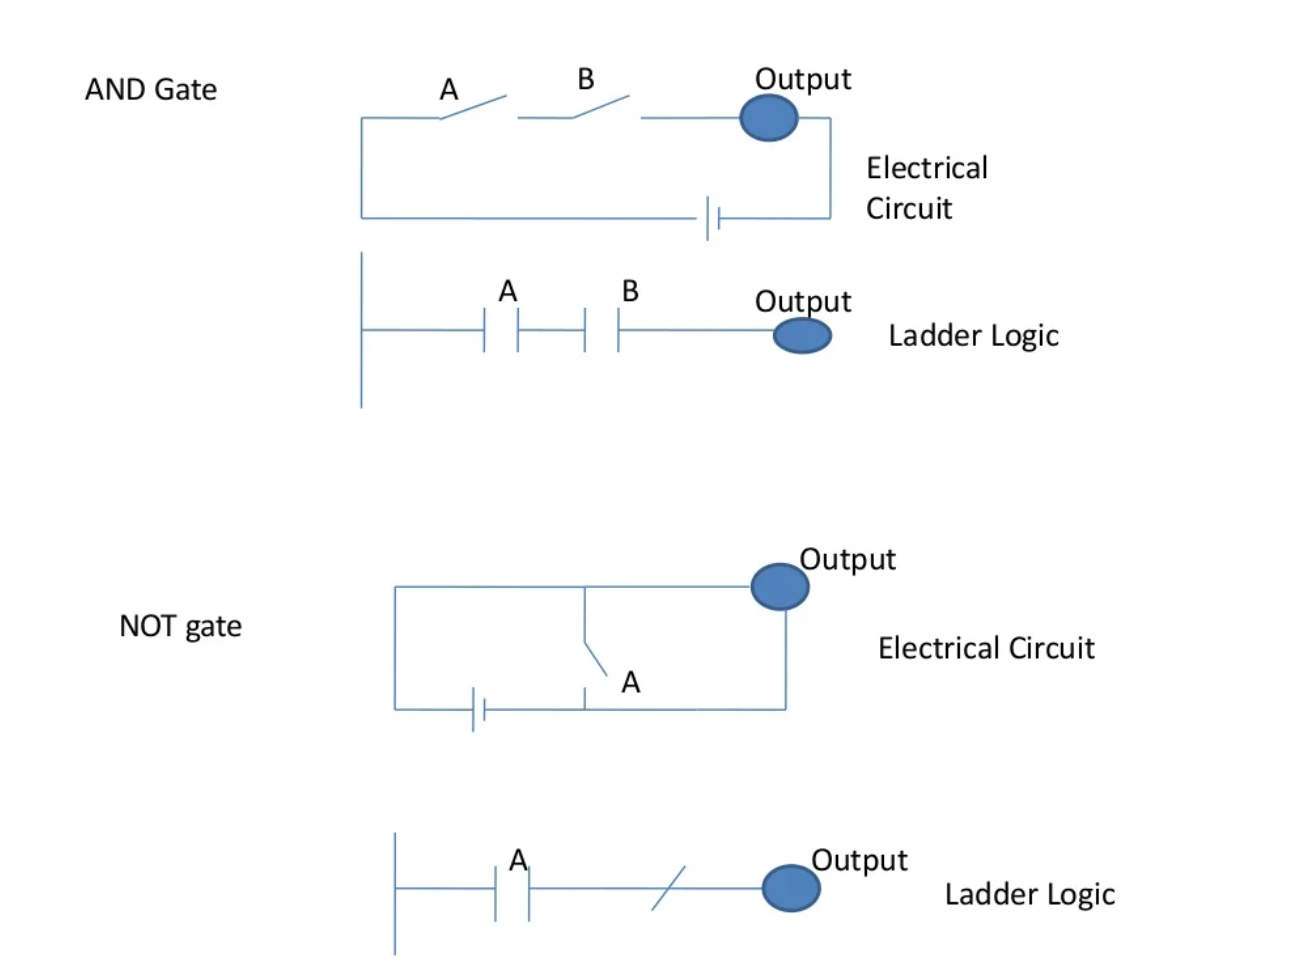 AND Gate
A
B
Output
Electrical
Circuit
A
B
Output
Ladder Logic
Output
NOT gate
Electrical Circuit
A
A
Output
Ladder Logic